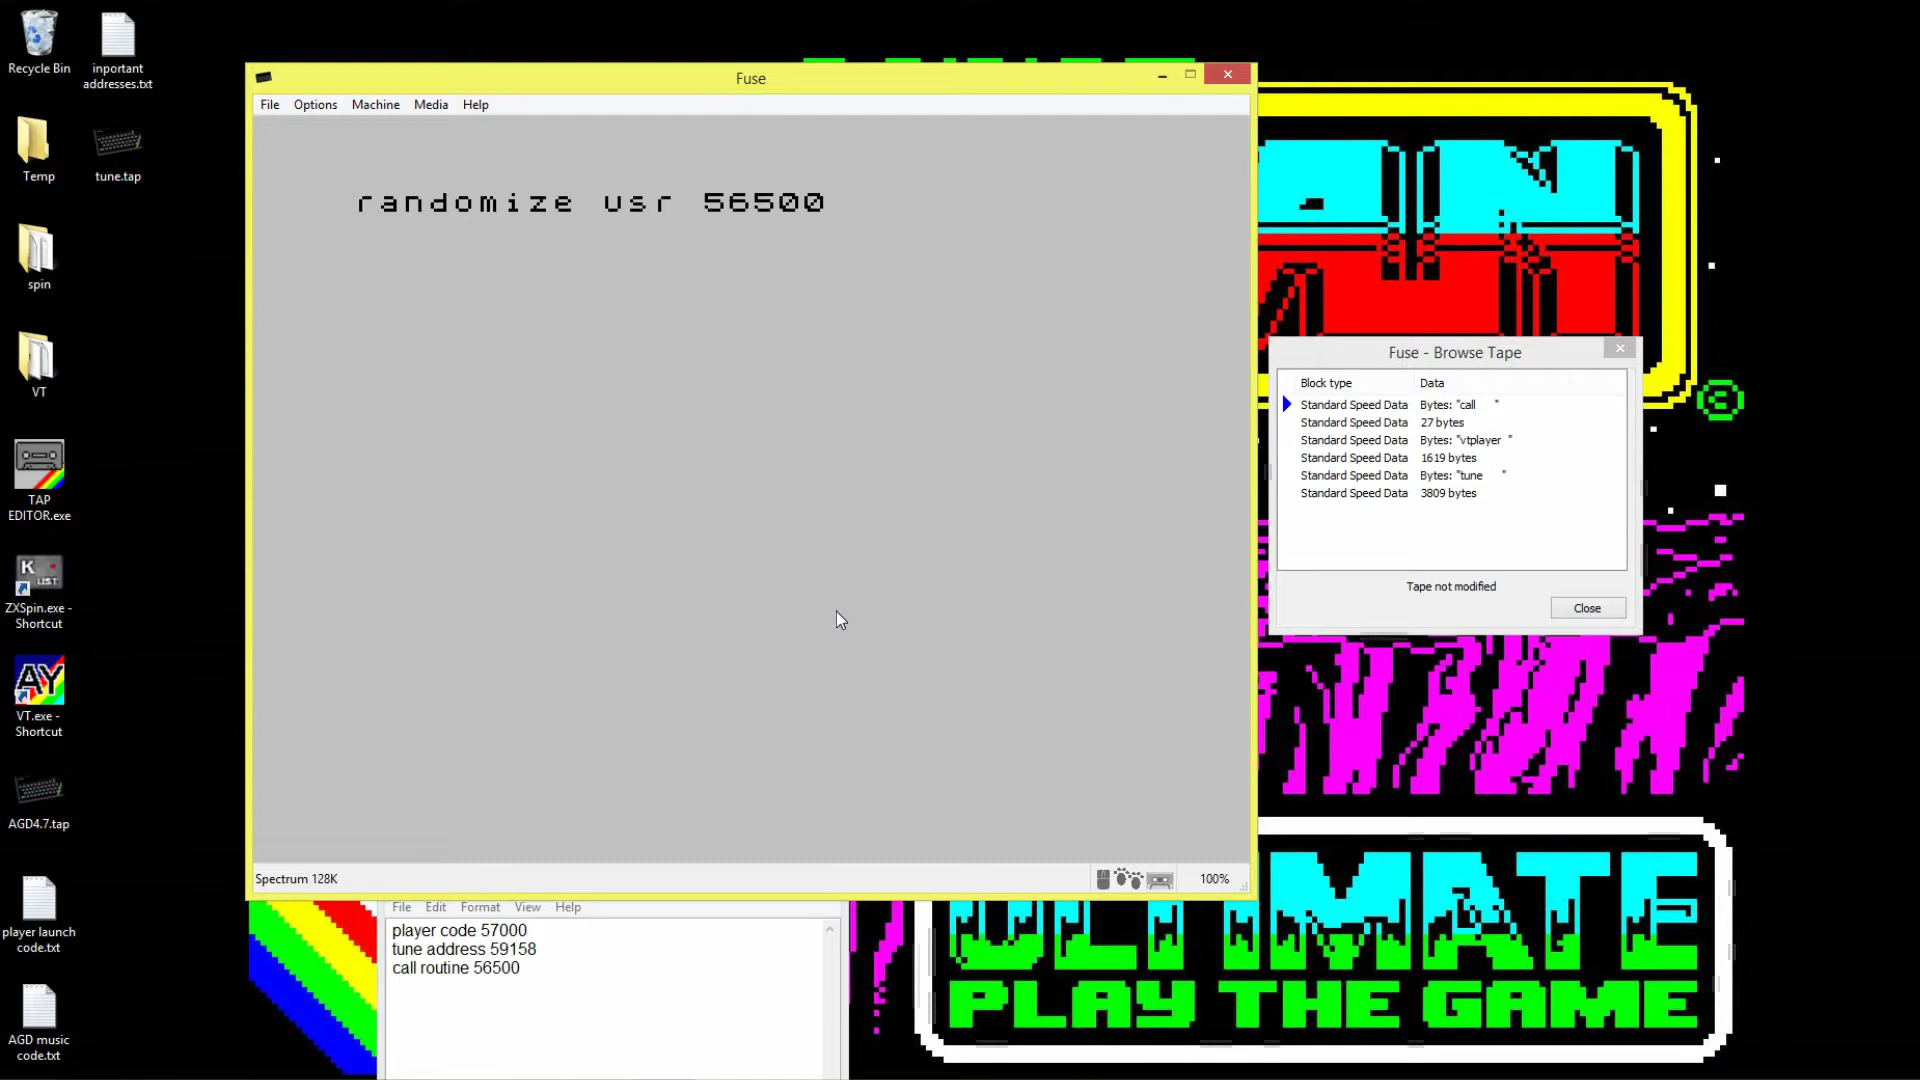 Recycle Bin
inportant
addresses.txt
Temp
tune.tap
spin
VT
TAP
EDITOR.exe
ZXSpin.exe -
Shortcut
AY
VT.exe -
Shortcut
AGD4.7.tap
player launch
code.txt
AGD music
code.txt
Fuse
File Options Machine Media Help
randomize usr 56500
Spectrum 128K
100%
Fuse - Browse Tape
Block type Data
Standard Speed Data Bytes: "call "
Standard Speed Data 27 bytes
Standard Speed Data Bytes: "vtplayer "
Standard Speed Data 1619 bytes
Standard Speed Data Bytes: "tune "
Standard Speed Data 3809 bytes
Tape not modified
Close
File Edit Format View Help
player code 57000
tune address 59158
call routine 56500
ULTIMATE
PLAY THE GAME